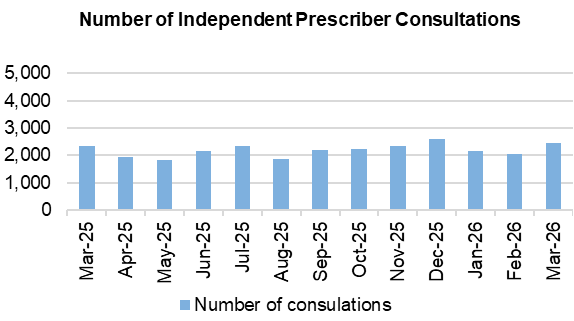 Number of Independent Prescriber Consultations
5,000
4,000
3,000
2,000
1,000
0
Mar-25
Apr-25
May-25
Jun-25
Jul-25
Aug-25
Sep-25
Oct-25
Nov-25
Dec-25
Jan-26
Feb-26
Mar-26
Number of consulations